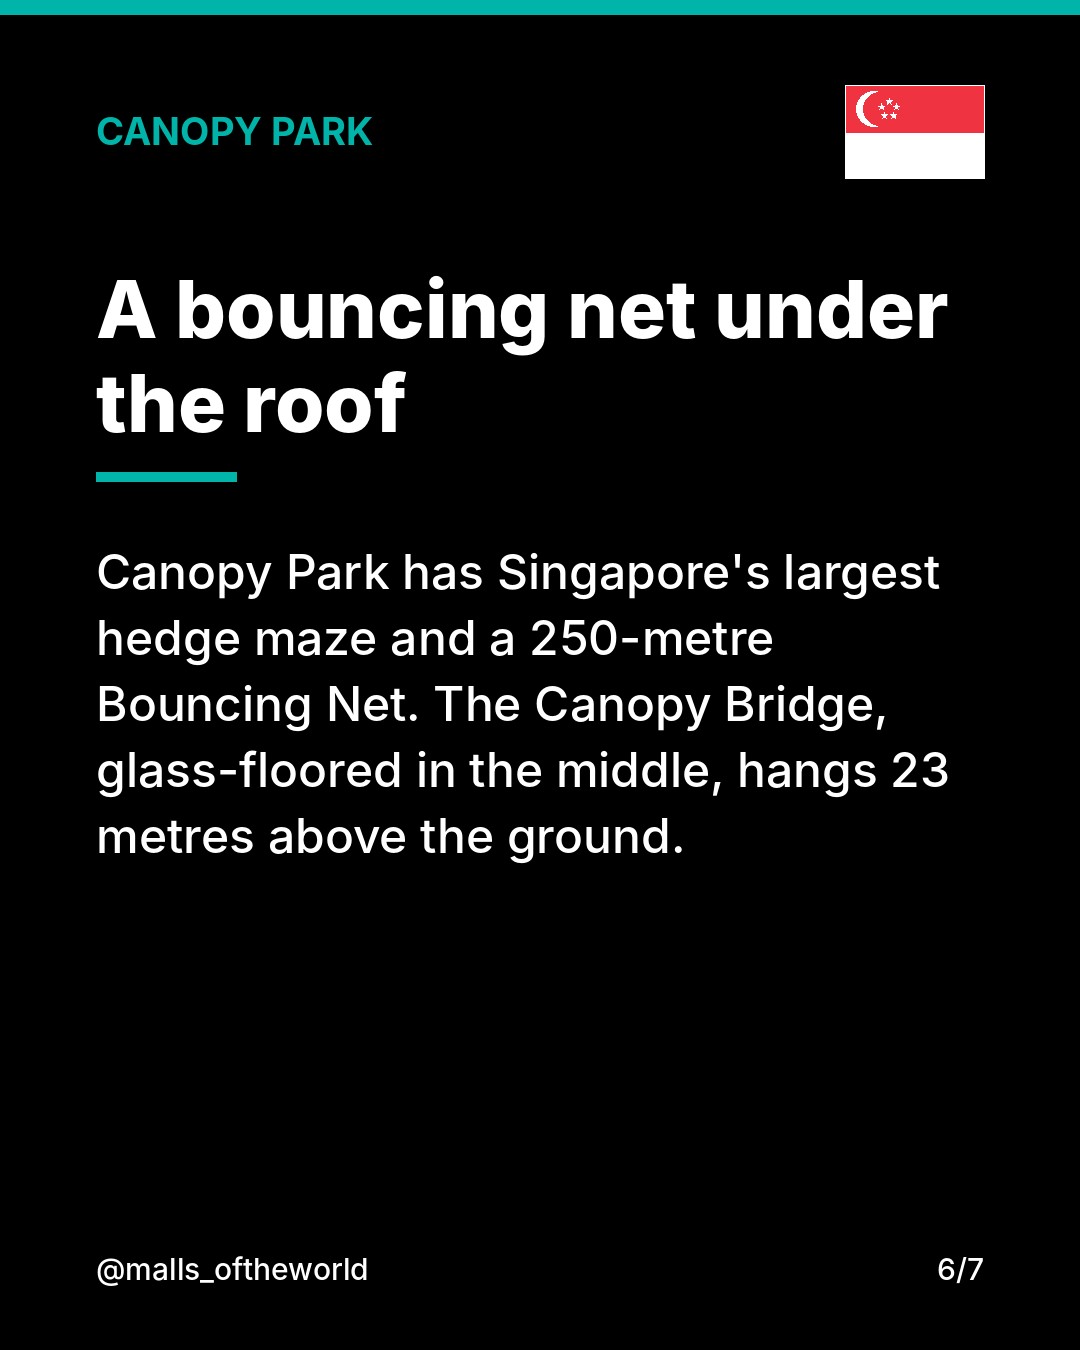 CANOPY PARK
A bouncing net under
the roof
Canopy Park has Singapore's largest
hedge maze and a 250-metre
Bouncing Net. The Canopy Bridge,
glass-floored in the middle, hangs 23
metres above the ground.
@malls_oftheworld
6/7